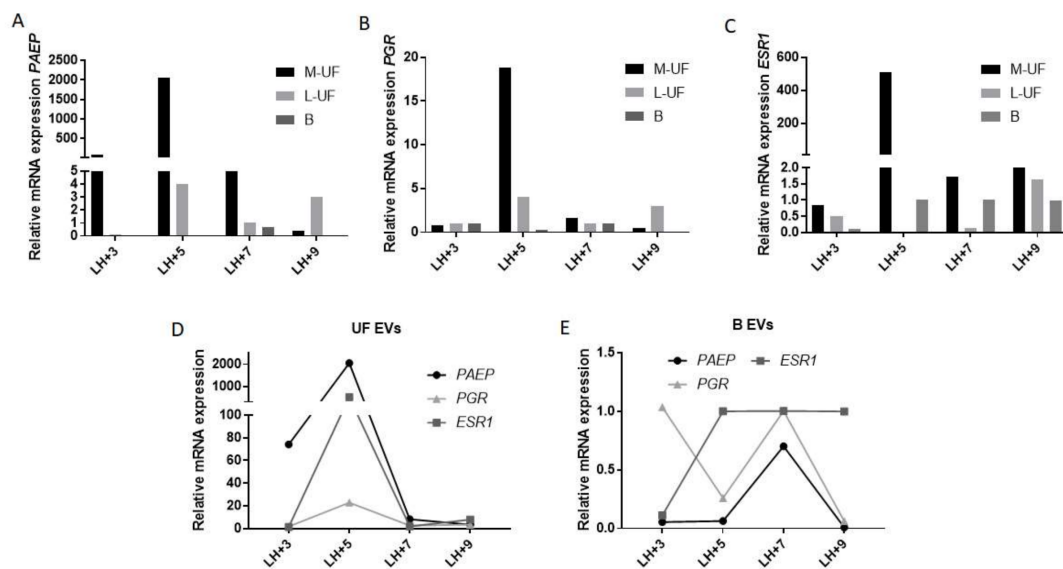 A
Relative mRNA expression PAEP
2500
2000
1500
1000
500
5
4
3
2
1
0
M-UF
L-UF
B
LH+3
LH+5
LH+7
LH+9
B
Relative mRNA expression PGR
20
15
10
5
0
M-UF
L-UF
B
LH+3
LH+5
LH+7
LH+9
C
Relative mRNA expression ESR1
600
400
200
2.0
1.5
1.0
0.5
0.0
M-UF
L-UF
B
LH+3
LH+5
LH+7
LH+9
D
UF EVs
Relative mRNA expression
2000
1000
100
80
60
40
20
0
PAEP
PGR
ESR1
LH+3
LH+5
LH+7
LH+9
E
B EVs
Relative mRNA expression
1.5
1.0
0.5
0.0
PAEP
ESR1
PGR
LH+3
LH+5
LH+7
LH+9